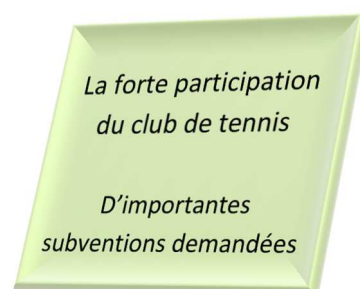 La forte participation
du club de tennis
D'importantes
subventions demandées